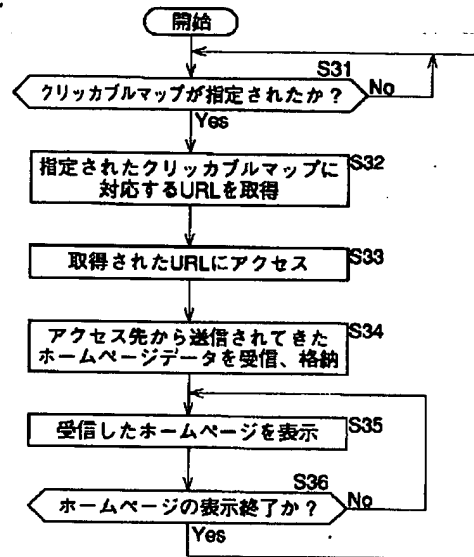 開始
S31
クリッカブルマップが指定されたか?
No
Yes
指定されたクリッカブルマップに
対応するURLを取得
S32
取得されたURLにアクセス
S33
アクセス先から送信されてきた
ホームページデータを受信、格納
S34
受信したホームページを表示
S35
S36
ホームページの表示終了か?
No
Yes